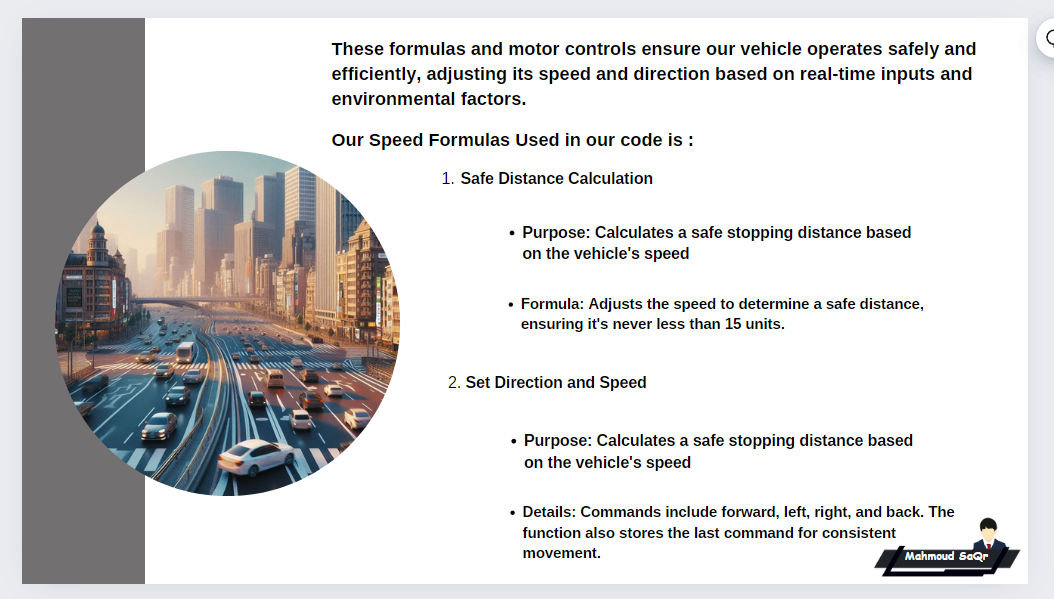 These formulas and motor controls ensure our vehicle operates safely and
efficiently, adjusting its speed and direction based on real-time inputs and
environmental factors.
Our Speed Formulas Used in our code is :
1. Safe Distance Calculation
• Purpose: Calculates a safe stopping distance based
on the vehicle's speed
• Formula: Adjusts the speed to determine a safe distance,
ensuring it's never less than 15 units.
2. Set Direction and Speed
• Purpose: Calculates a safe stopping distance based
on the vehicle's speed
• Details: Commands include forward, left, right, and back. The
function also stores the last command for consistent
movement.
Mahmoud SaQr